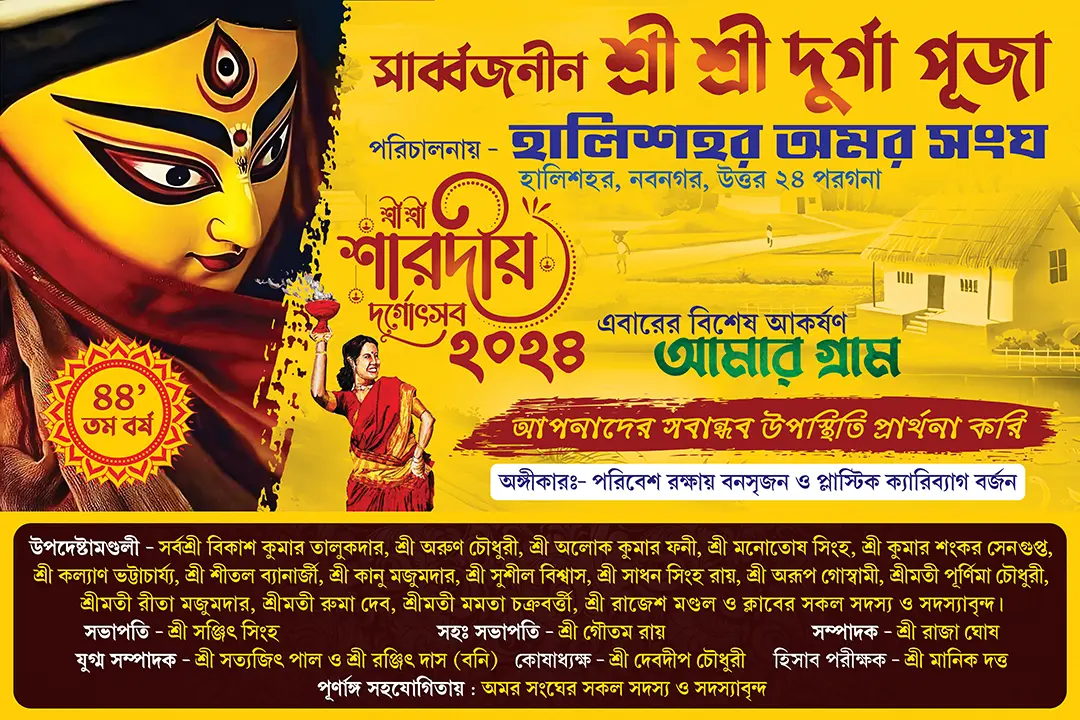 সার্ব্বজনীন শ্রী শ্রী দুর্গা পূজা
পরিচালনায় - হালিশহর অমর সংঘ
হালিশহর, নবনগর, উত্তর ২৪ পরগনা
শ্রী শ্রী
শারদীয়
দুর্গোৎসব
২০২৪
এবারের বিশেষ আকর্ষণ
আমার গ্রাম
৪৪'
তম বর্ষ
আপনাদের সবান্ধব উপস্থিতি প্রার্থনা করি
অঙ্গীকারঃ- পরিবেশ রক্ষায় বনসৃজন ও প্লাস্টিক ক্যারিব্যাগ বর্জন
উপদেষ্টামণ্ডলী - সর্বশ্রী বিকাশ কুমার তালুকদার, শ্রী অরুণ চৌধুরী, শ্রী অলোক কুমার ফনী, শ্রী মনোতোষ সিংহ, শ্রী কুমার শংকর সেনগুপ্ত,
শ্রী কল্যাণ ভট্টাচার্য্য, শ্রী শীতল ব্যানার্জী, শ্রী কানু মজুমদার, শ্রী সুশীল বিশ্বাস, শ্রী সাধন সিংহ রায়, শ্রী অরূপ গোস্বামী, শ্রীমতী পূর্ণিমা চৌধুরী,
শ্রীমতী রীতা মজুমদার, শ্রীমতী রুমা দেব, শ্রীমতী মমতা চক্রবর্ত্তী, শ্রী রাজেশ মণ্ডল ও ক্লাবের সকল সদস্য ও সদস্যাবৃন্দ।
সভাপতি - শ্রী সঞ্জিৎ সিংহ সহঃ সভাপতি - শ্রী গৌতম রায় সম্পাদক - শ্রী রাজা ঘোষ
যুগ্ম সম্পাদক - শ্রী সত্যজিৎ পাল ও শ্রী রঞ্জিৎ দাস (বনি) কোষাধ্যক্ষ - শ্রী দেবদীপ চৌধুরী হিসাব পরীক্ষক - শ্রী মানিক দত্ত
পূর্ণাঙ্গ সহযোগিতায় : অমর সংঘের সকল সদস্য ও সদস্যাবৃন্দ